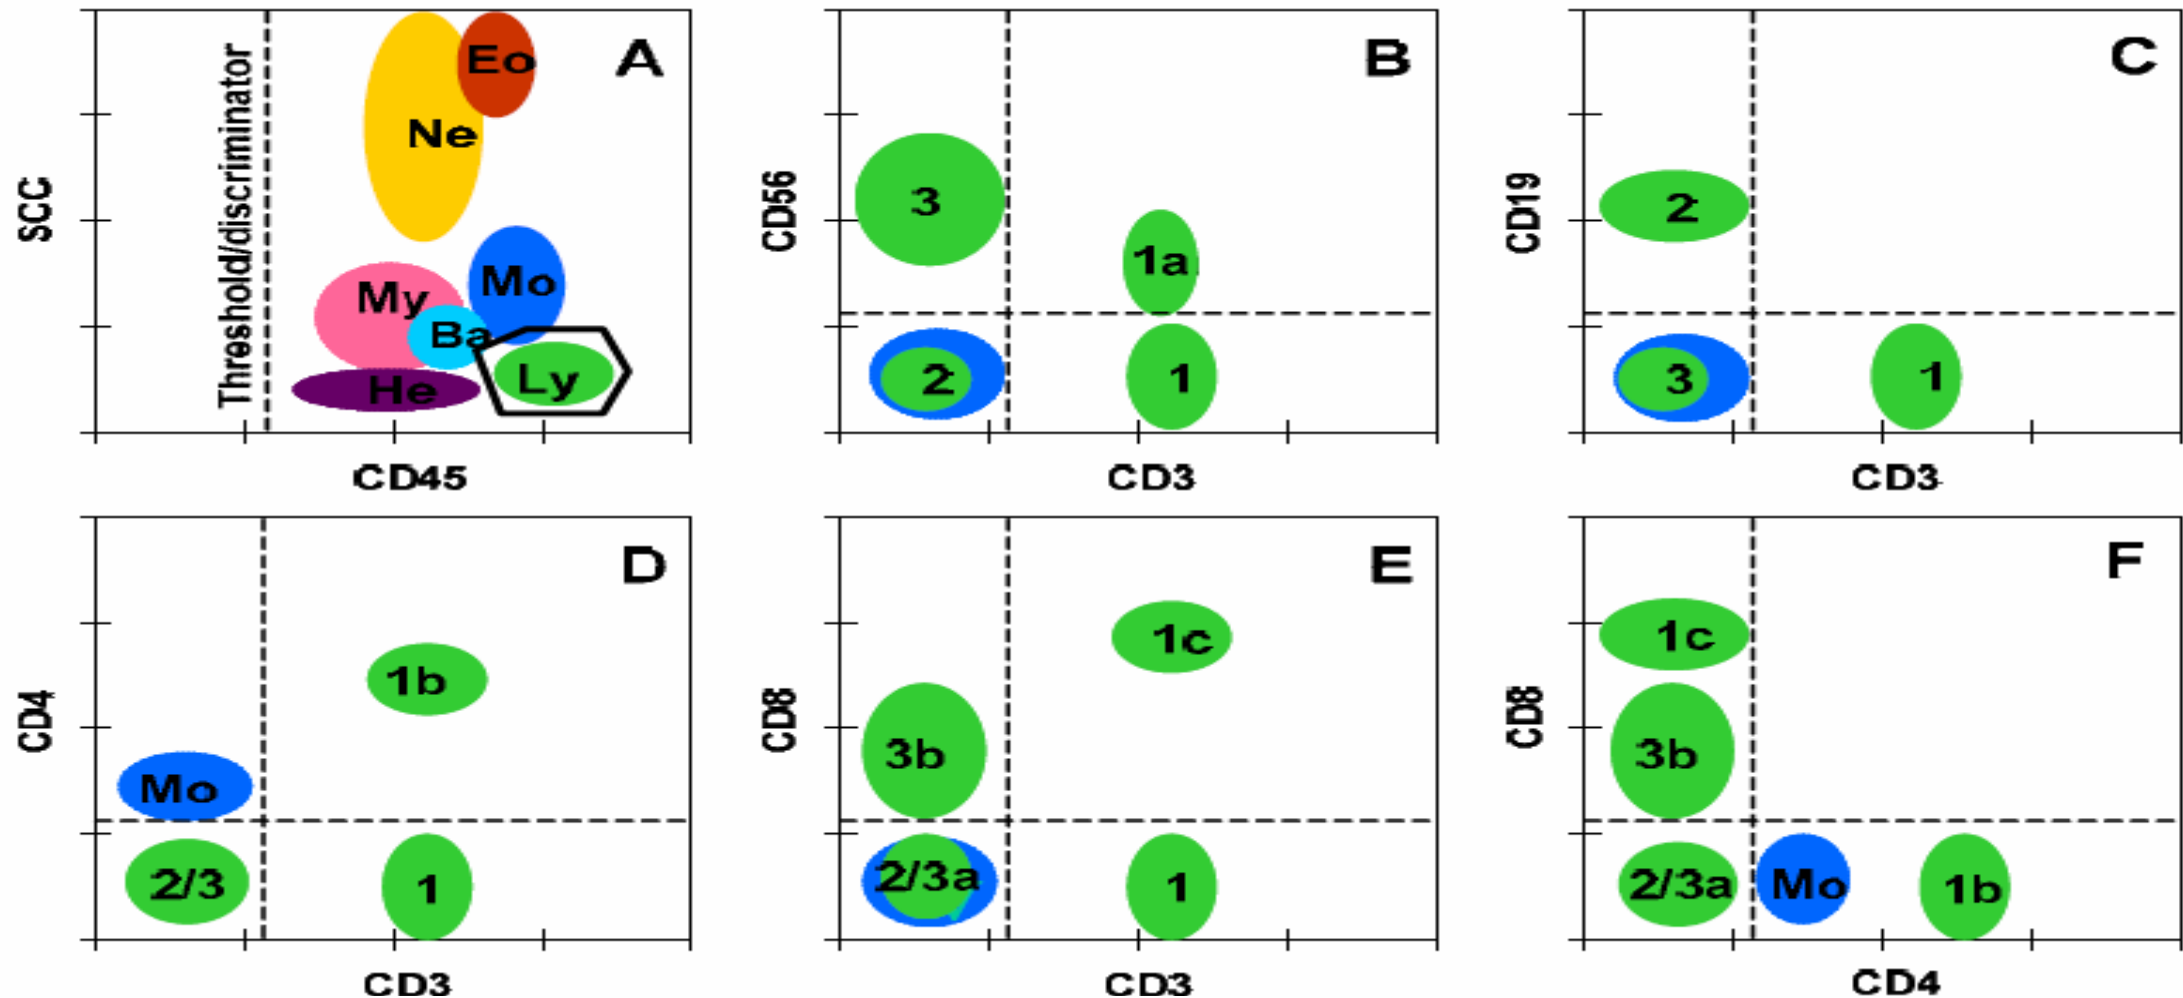 A
SCC
Threshold/discriminator
Eo
Ne
My
Mo
Ba
He
Ly
CD45
B
CD56
3
1a
2
1
CD3
C
CD19
2
3
1
CD3
D
CD4
1b
Mo
2/3
1
CD3
E
CD8
1c
3b
2/3a
1
CD3
F
CD8
1c
3b
2/3a
Mo
1b
CD4